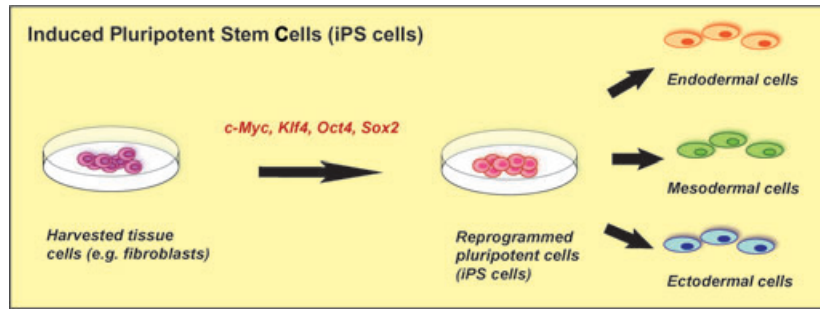 Induced Pluripotent Stem Cells (iPS cells)
c-Myc, Klf4, Oct4, Sox2
Harvested tissue
cells (e.g. fibroblasts)
Reprogrammed
pluripotent cells
(iPS cells)
Endodermal cells
Mesodermal cells
Ectodermal cells